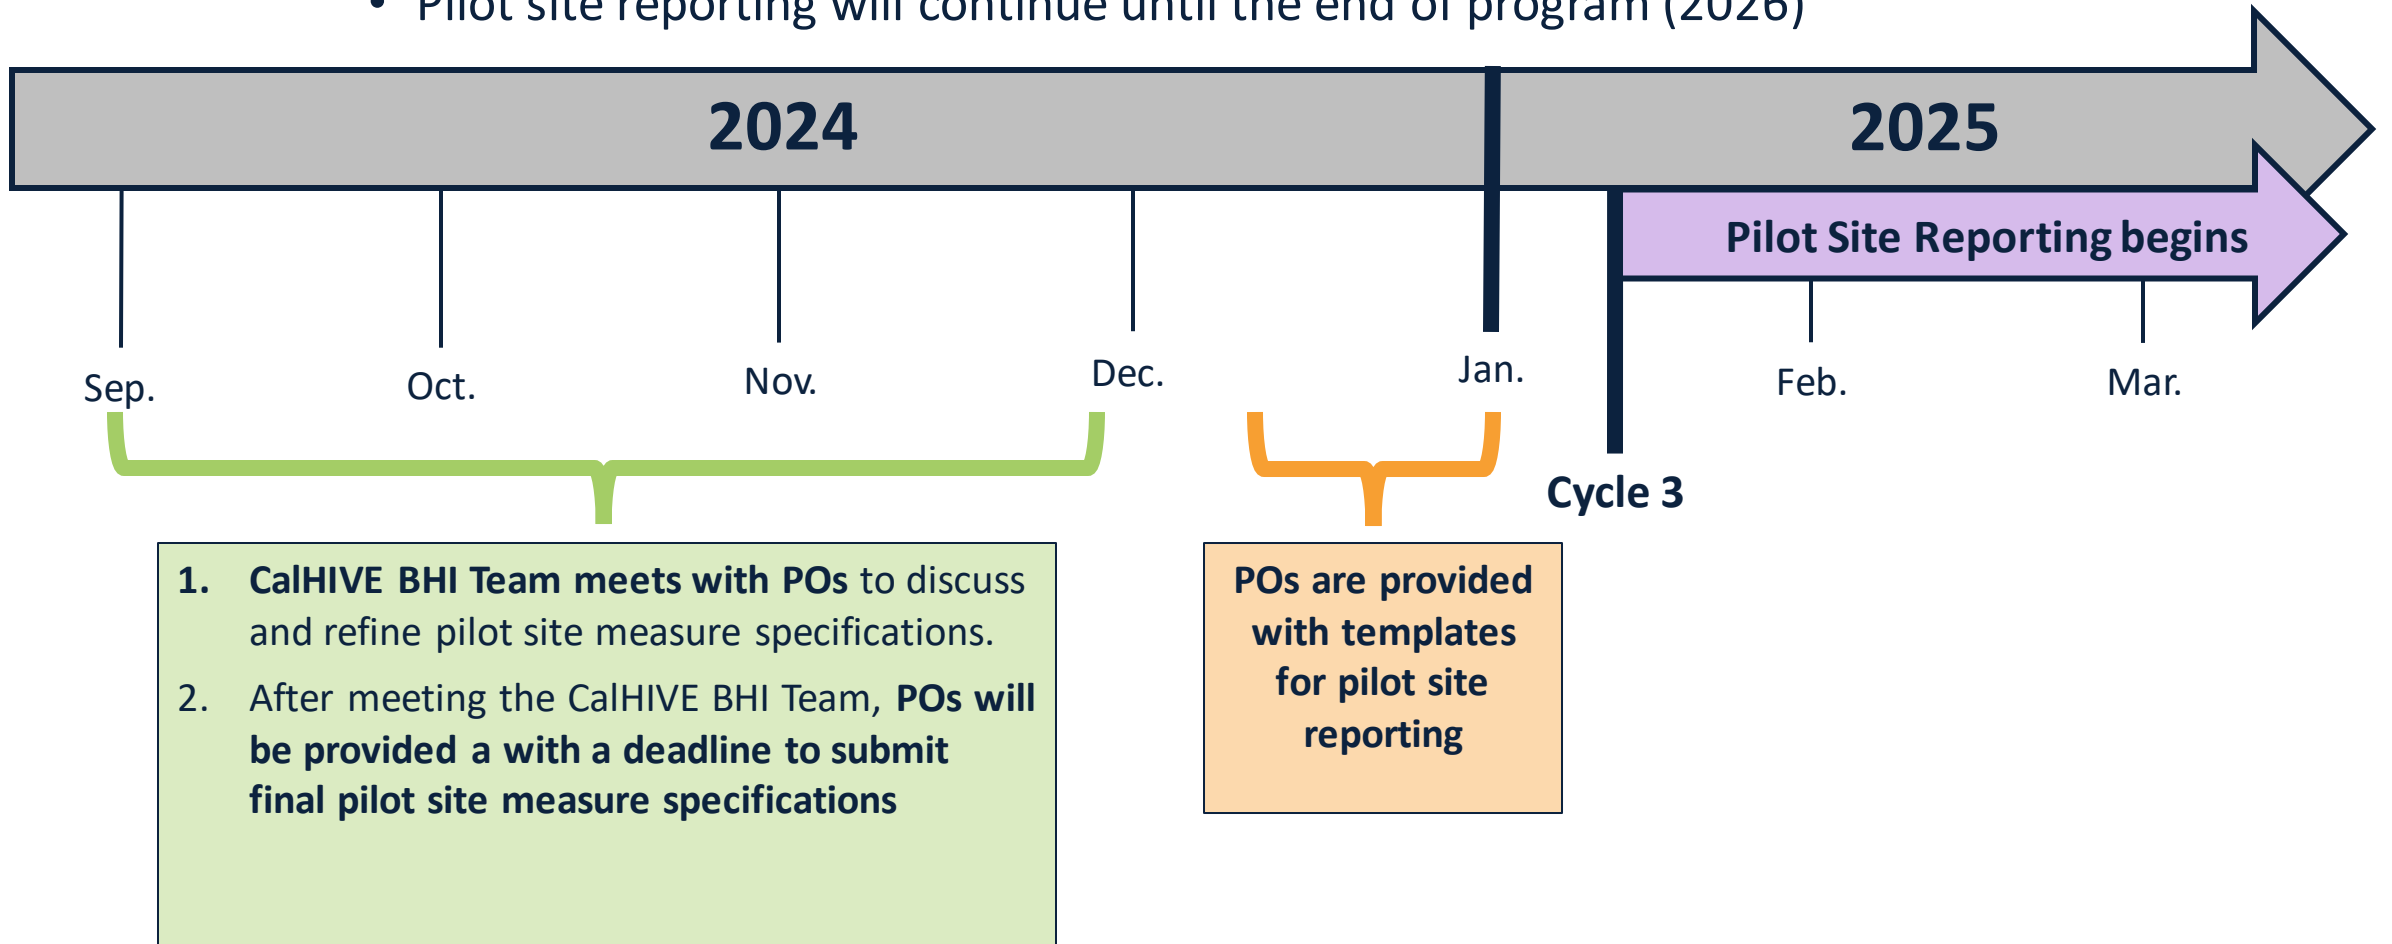 • Pilot site reporting will continue until the end of program (2026)
2024
2025
Pilot Site Reporting begins
Sep.
Oct.
Nov.
Dec.
Jan.
Feb.
Mar.
Cycle 3
1. CalHIVE BHI Team meets with POs to discuss
and refine pilot site measure specifications.
2. After meeting the CalHIVE BHI Team, POs will
be provided a with a deadline to submit
final pilot site measure specifications
POs are provided
with templates
for pilot site
reporting